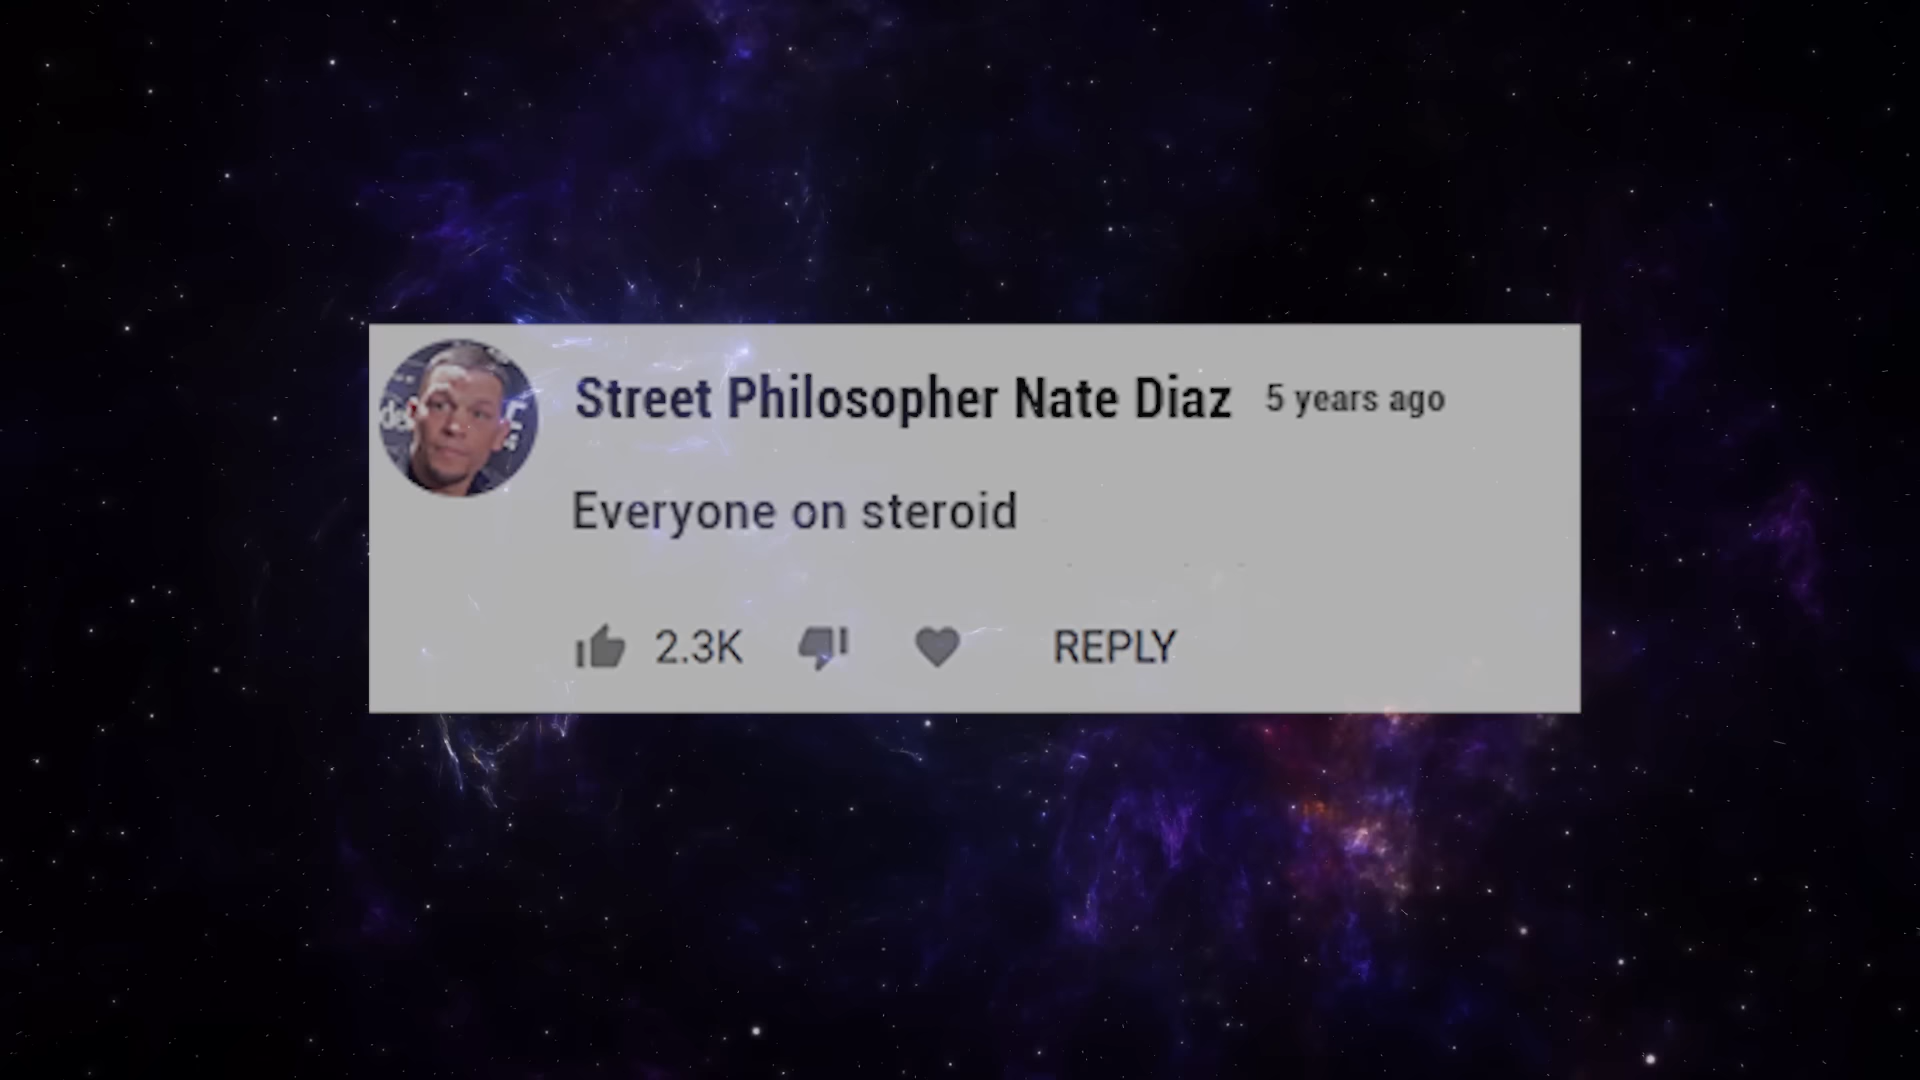 Street Philosopher Nate Diaz 5 years ago
Everyone on steroid
2.3K REPLY